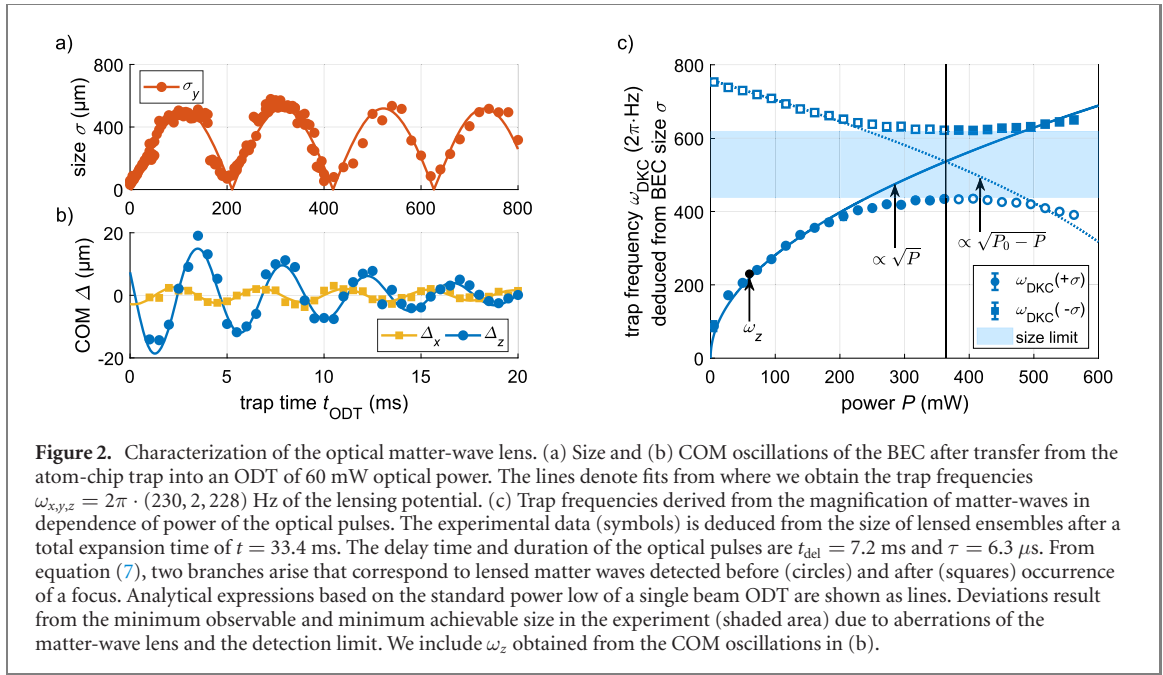 a)
800
400
0
size σ (μm)
σy
0 200 400 600 800
b)
20
0
-20
COM Δ (μm)
Δx Δz
0 5 10 15 20
trap time tODT (ms)
c)
800
600
400
200
0
trap frequency ωDKC (2π·Hz)
deduced from BEC size σ
∝ √P
∝ √P0 − P
ωz
ωDKC(+σ)
ωDKC( -σ)
size limit
0 100 200 300 400 500 600
power P (mW)
Figure 2. Characterization of the optical matter-wave lens. (a) Size and (b) COM oscillations of the BEC after transfer from the
atom-chip trap into an ODT of 60 mW optical power. The lines denote fits from where we obtain the trap frequencies
ωx,y,z = 2π · (230, 2, 228) Hz of the lensing potential. (c) Trap frequencies derived from the magnification of matter-waves in
dependence of power of the optical pulses. The experimental data (symbols) is deduced from the size of lensed ensembles after a
total expansion time of t = 33.4 ms. The delay time and duration of the optical pulses are tdel = 7.2 ms and τ = 6.3 μs. From
equation (7), two branches arise that correspond to lensed matter waves detected before (circles) and after (squares) occurrence
of a focus. Analytical expressions based on the standard power low of a single beam ODT are shown as lines. Deviations result
from the minimum observable and minimum achievable size in the experiment (shaded area) due to aberrations of the
matter-wave lens and the detection limit. We include ωz obtained from the COM oscillations in (b).